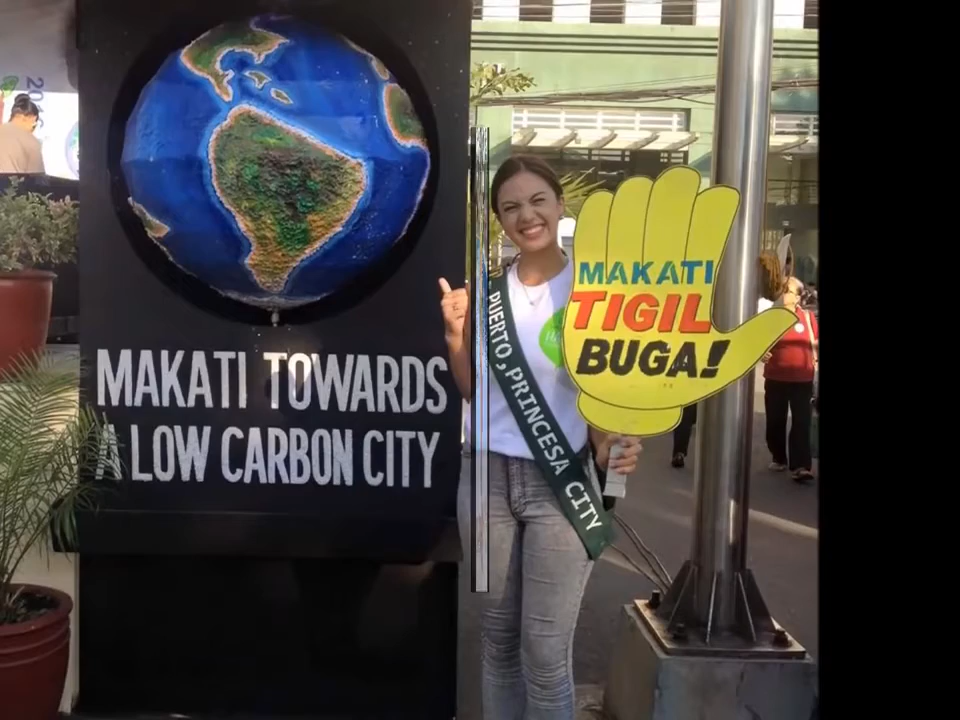 MAKATI TOWARDS
A LOW CARBON CITY
PUERTO, PRINCESA CITY
MAKATI
TIGIL
BUGA!